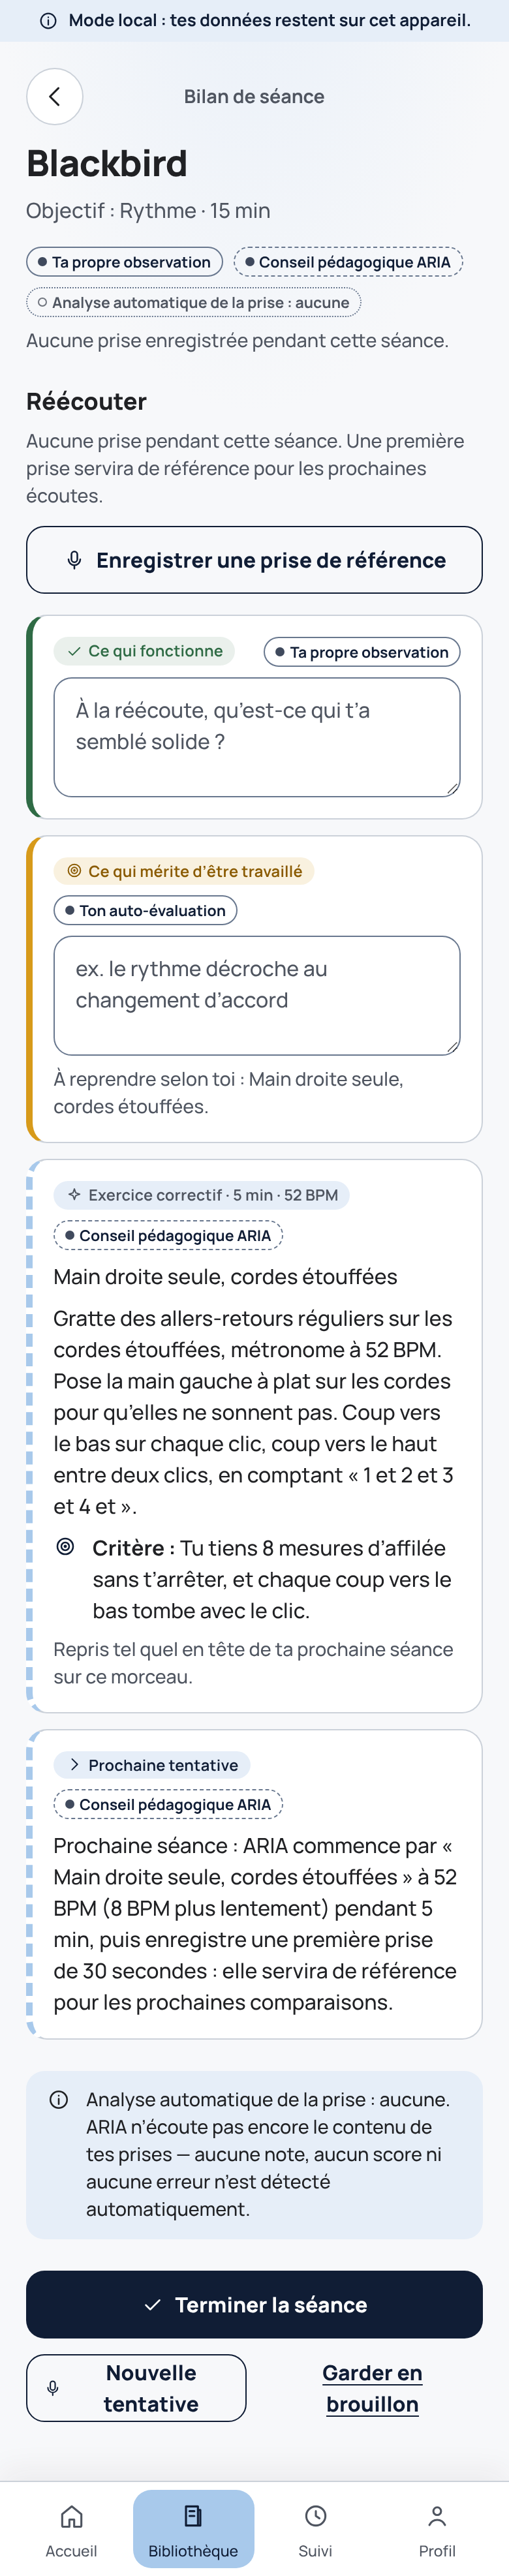 Mode local : tes données restent sur cet appareil.
Bilan de séance
Blackbird
Objectif : Rythme · 15 min
Ta propre observation
Conseil pédagogique ARIA
Analyse automatique de la prise : aucune
Aucune prise enregistrée pendant cette séance.
Réécouter
Aucune prise pendant cette séance. Une première
prise servira de référence pour les prochaines
écoutes.
Enregistrer une prise de référence
Ce qui fonctionne
Ta propre observation
À la réécoute, qu'est-ce qui t'a
semblé solide ?
Ce qui mérite d'être travaillé
Ton auto-évaluation
ex. le rythme décroche au
changement d'accord
À reprendre selon toi : Main droite seule,
cordes étouffées.
Exercice correctif · 5 min · 52 BPM
Conseil pédagogique ARIA
Main droite seule, cordes étouffées
Gratte des allers-retours réguliers sur les
cordes étouffées, métronome à 52 BPM.
Pose la main gauche à plat sur les cordes
pour qu'elles ne sonnent pas. Coup vers
le bas sur chaque clic, coup vers le haut
entre deux clics, en comptant « 1 et 2 et 3
et 4 et ».
Critère : Tu tiens 8 mesures d'affilée
sans t'arrêter, et chaque coup vers le
bas tombe avec le clic.
Repris tel quel en tête de ta prochaine séance
sur ce morceau.
Prochaine tentative
Conseil pédagogique ARIA
Prochaine séance : ARIA commence par «
Main droite seule, cordes étouffées » à 52
BPM (8 BPM plus lentement) pendant 5
min, puis enregistre une première prise
de 30 secondes : elle servira de référence
pour les prochaines comparaisons.
Analyse automatique de la prise : aucune.
ARIA n'écoute pas encore le contenu de
tes prises — aucune note, aucun score ni
aucune erreur n'est détecté
automatiquement.
Terminer la séance
Nouvelle
tentative
Garder en
brouillon
Accueil
Bibliothèque
Suivi
Profil